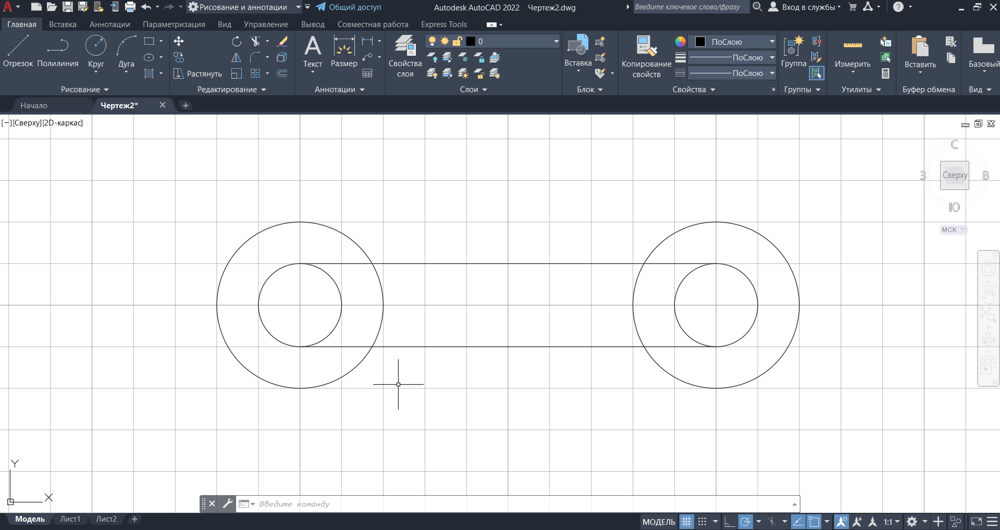 Рисование и аннотации
Общий доступ
Autodesk AutoCAD 2022 Чертеж2.dwg
Введите ключевое слово/фразу
Вход в службы
Главная Вставка Аннотации Параметризация Вид Управление Вывод Совместная работа Express Tools
Отрезок Полилиния Круг Дуга
Растянуть
Текст Размер
Свойства слоя
0
Вставка
Копирование свойств
ПоСлою
ПоСлою
ПоСлою
Группа
Измерить
Вставить
Базовый
Рисование Редактирование Аннотации Слои Блок Свойства Группы Утилиты Буфер обмена Вид
Начало Чертеж2*
[−][Сверху][2D-каркас]
С
З Сверху В
Ю
МСК
Y
X
Введите команду
Модель Лист1 Лист2
МОДЕЛЬ 1:1